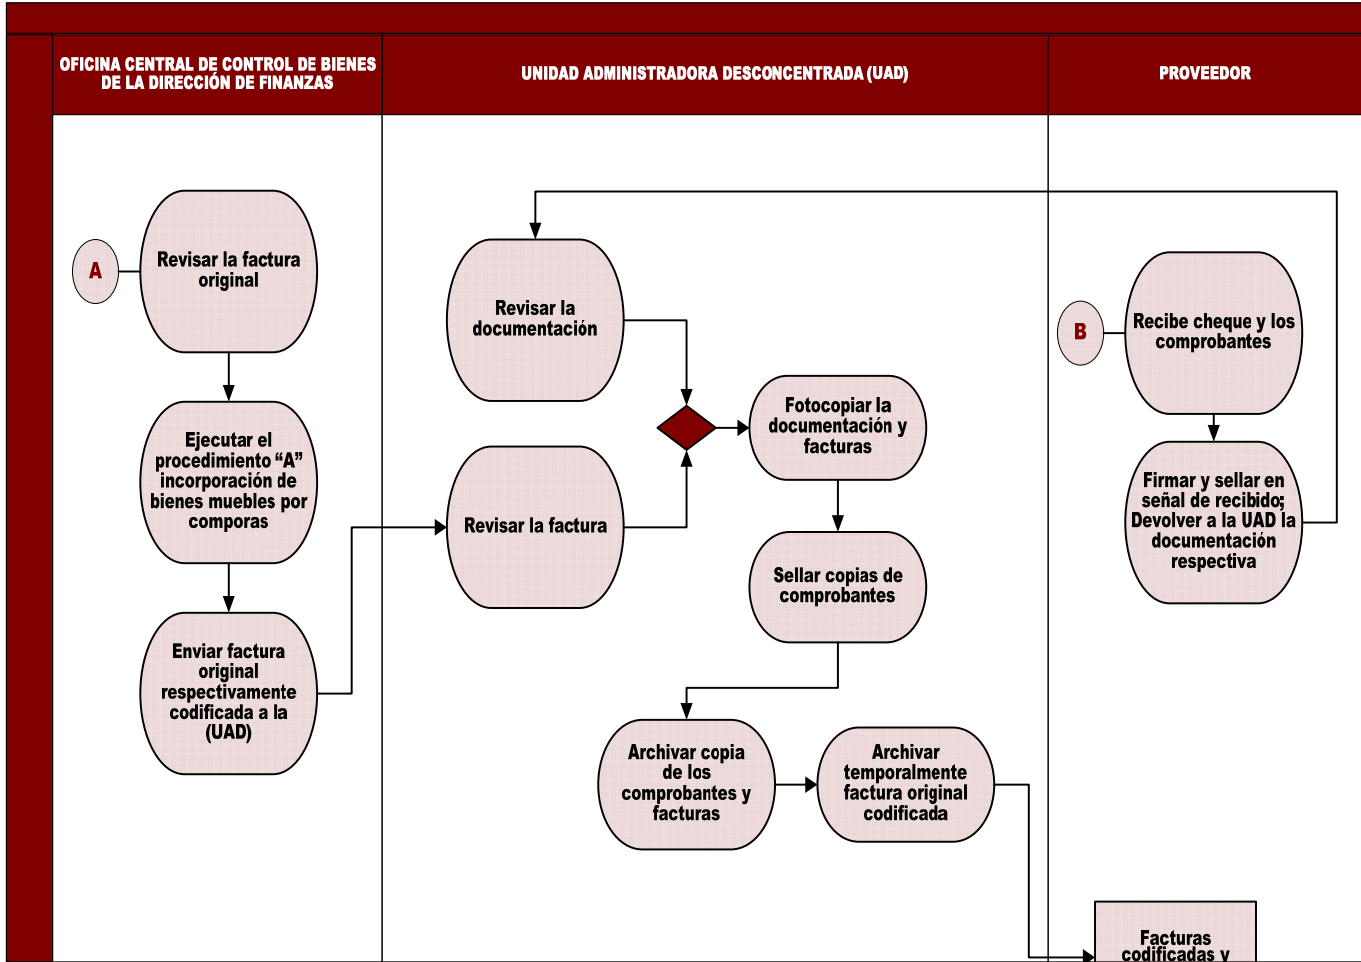 OFICINA CENTRAL DE CONTROL DE BIENES
DE LA DIRECCIÓN DE FINANZAS
UNIDAD ADMINISTRADORA DESCONCENTRADA (UAD)
PROVEEDOR
A
Revisar la factura
original
Ejecutar el
procedimiento “A”
incorporación de
bienes muebles por
comporas
Enviar factura
original
respectivamente
codificada a la
(UAD)
Revisar la
documentación
Revisar la factura
Fotocopiar la
documentación y
facturas
Sellar copias de
comprobantes
Archivar copia
de los
comprobantes y
facturas
Archivar
temporalmente
factura original
codificada
B
Recibe cheque y los
comprobantes
Firmar y sellar en
señal de recibido;
Devolver a la UAD la
documentación
respectiva
Facturas
codificadas y